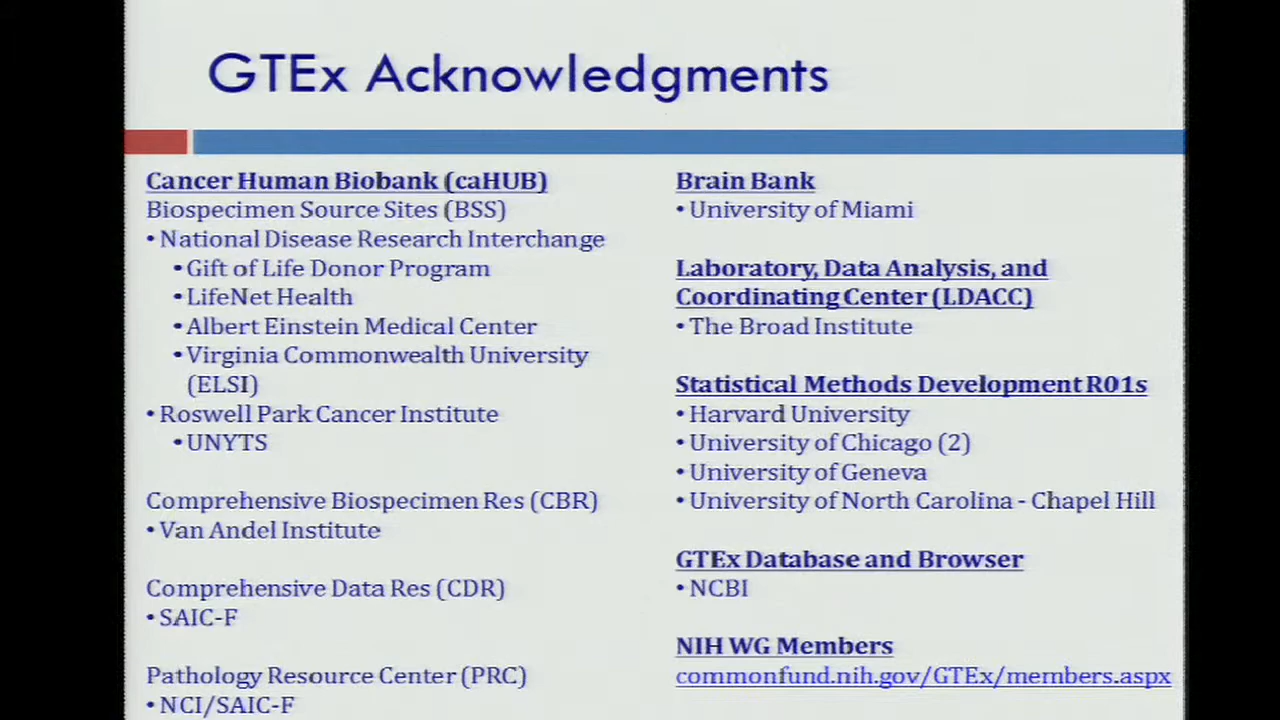 GTEx Acknowledgments
Cancer Human Biobank (caHUB)
Biospecimen Source Sites (BSS)
• National Disease Research Interchange
• Gift of Life Donor Program
• LifeNet Health
• Albert Einstein Medical Center
• Virginia Commonwealth University
(ELSI)
• Roswell Park Cancer Institute
• UNYTS
Comprehensive Biospecimen Res (CBR)
• Van Andel Institute
Comprehensive Data Res (CDR)
• SAIC-F
Pathology Resource Center (PRC)
• NCI/SAIC-F
Brain Bank
• University of Miami
Laboratory, Data Analysis, and
Coordinating Center (LDACC)
• The Broad Institute
Statistical Methods Development R01s
• Harvard University
• University of Chicago (2)
• University of Geneva
• University of North Carolina - Chapel Hill
GTEx Database and Browser
• NCBI
NIH WG Members
commonfund.nih.gov/GTEx/members.aspx